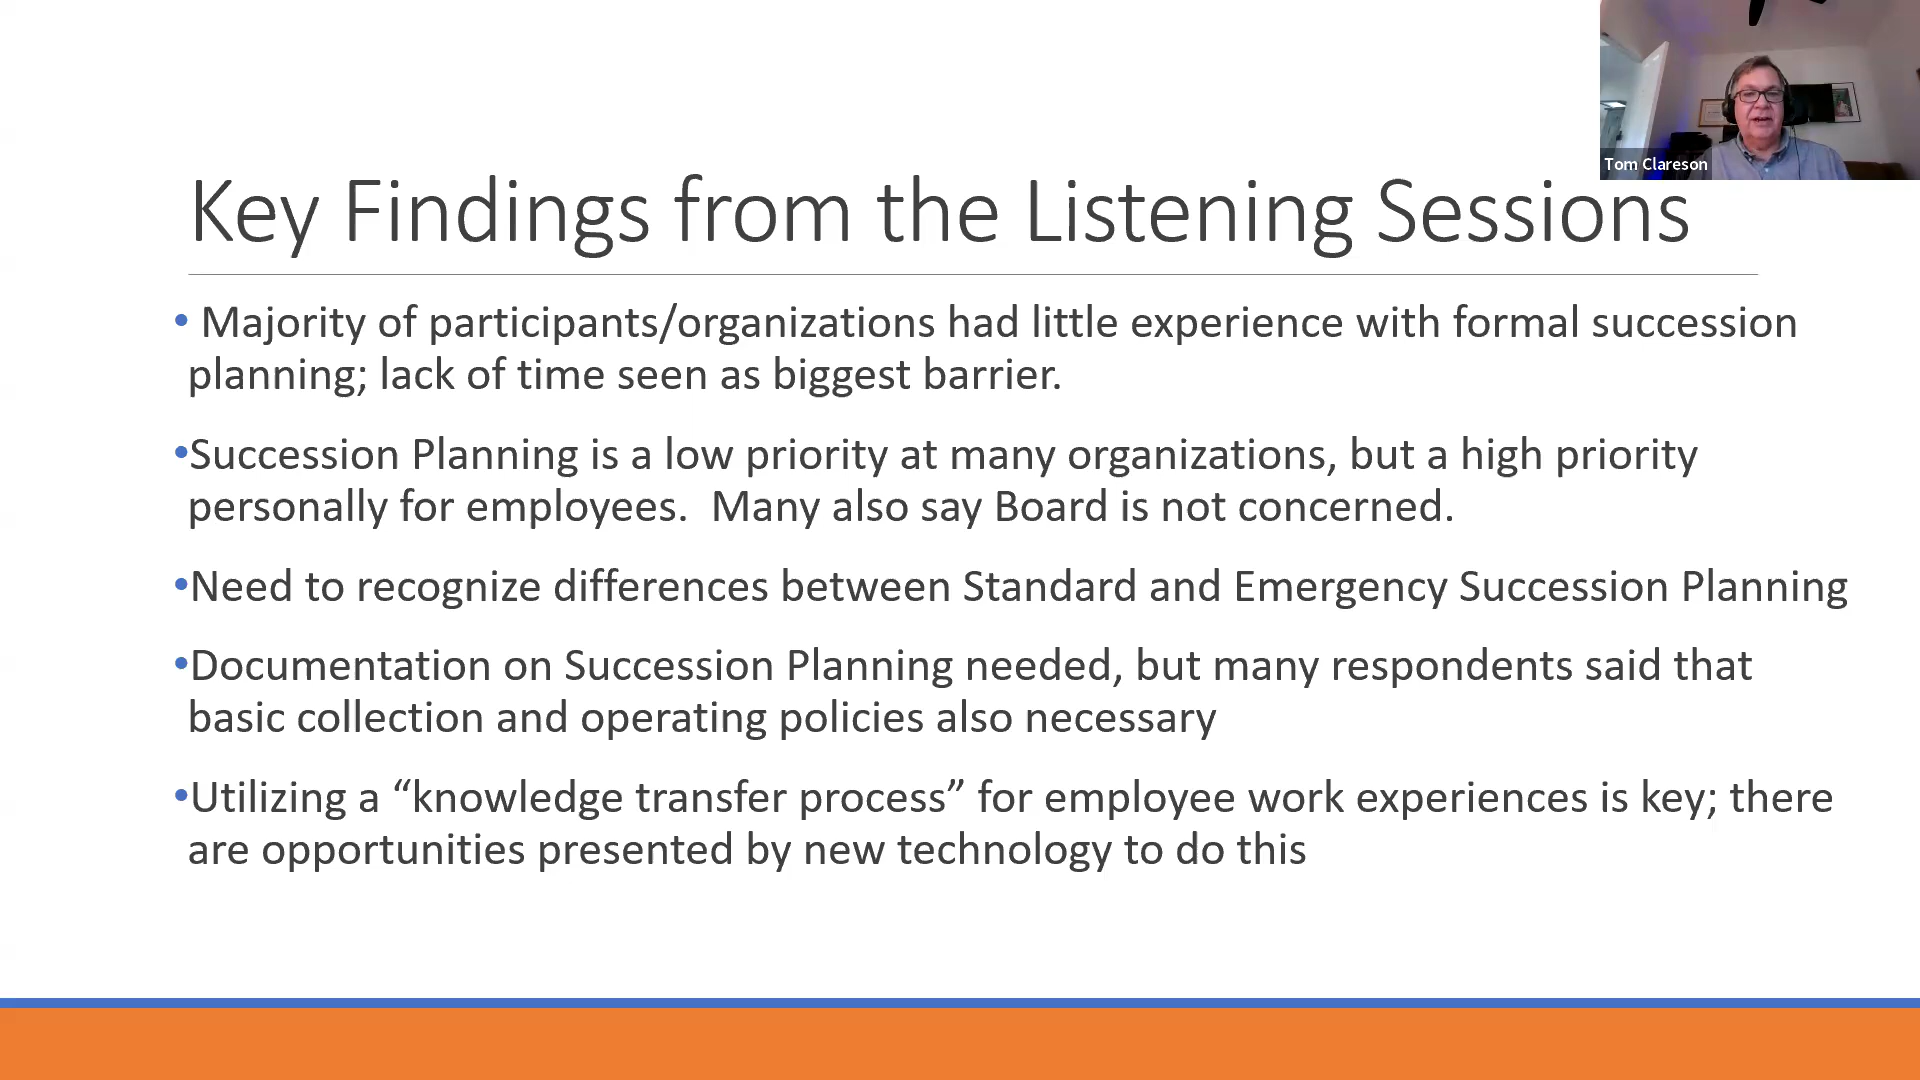 Tom Clareson
Key Findings from the Listening Sessions
• Majority of participants/organizations had little experience with formal succession
planning; lack of time seen as biggest barrier.
•Succession Planning is a low priority at many organizations, but a high priority
personally for employees.  Many also say Board is not concerned.
•Need to recognize differences between Standard and Emergency Succession Planning
•Documentation on Succession Planning needed, but many respondents said that
basic collection and operating policies also necessary
•Utilizing a “knowledge transfer process” for employee work experiences is key; there
are opportunities presented by new technology to do this